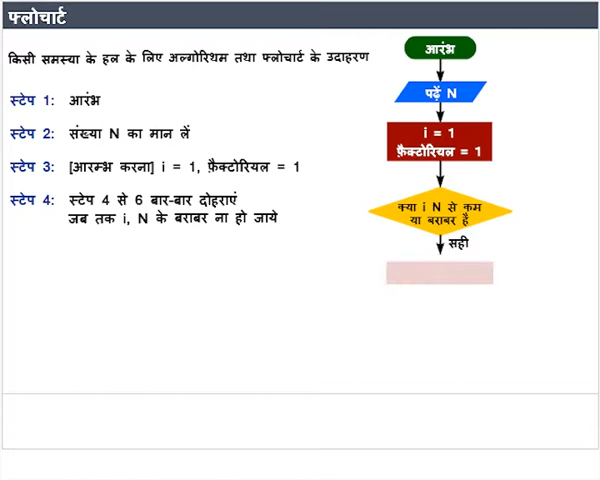 फ्लोचार्ट
किसी समस्या के हल के लिए अल्गोरिथम तथा फ्लोचार्ट के उदाहरण
स्टेप 1: आरंभ
स्टेप 2: संख्या N का मान लें
स्टेप 3: [आरम्भ करना] i = 1, फ़ैक्टोरियल = 1
स्टेप 4: स्टेप 4 से 6 बार-बार दोहराएं
जब तक i, N के बराबर ना हो जाये
आरंभ
पढ़ें N
i = 1
फ़ैक्टोरियल = 1
क्या i N से कम
या बराबर है
सही